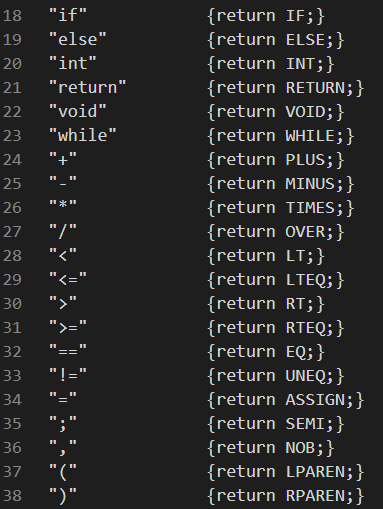 18 "if" {return IF;}
19 "else" {return ELSE;}
20 "int" {return INT;}
21 "return" {return RETURN;}
22 "void" {return VOID;}
23 "while" {return WHILE;}
24 "+" {return PLUS;}
25 "-" {return MINUS;}
26 "*" {return TIMES;}
27 "/" {return OVER;}
28 "<" {return LT;}
29 "<=" {return LTEQ;}
30 ">" {return RT;}
31 ">=" {return RTEQ;}
32 "==" {return EQ;}
33 "!=" {return UNEQ;}
34 "=" {return ASSIGN;}
35 ";" {return SEMI;}
36 "," {return NOB;}
37 "(" {return LPAREN;}
38 ")" {return RPAREN;}